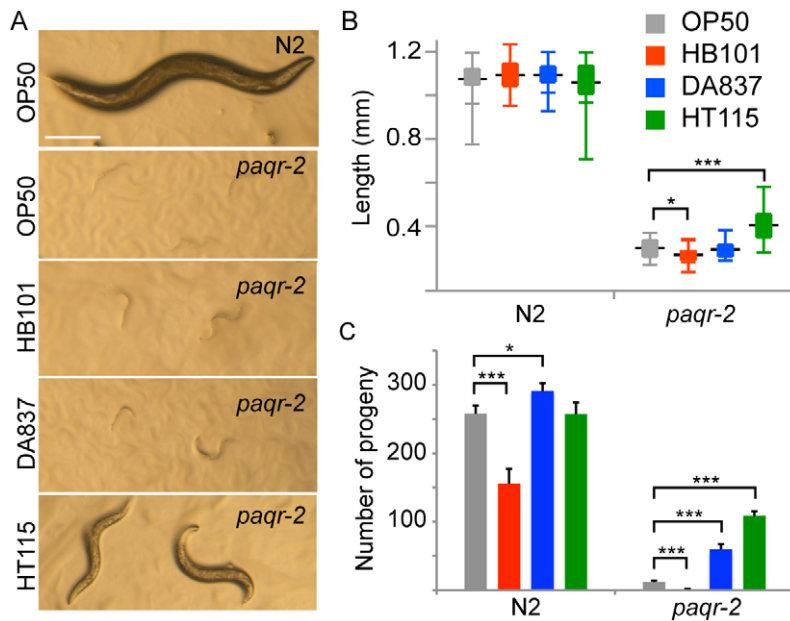 A
N2
OP50
paqr-2
OP50
paqr-2
HB101
paqr-2
DA837
paqr-2
HT115
B
OP50
HB101
DA837
HT115
1.2
0.8
0.4
Length (mm)
***
*
N2
paqr-2
C
300
200
100
Number of progeny
*
***
***
***
***
N2
paqr-2